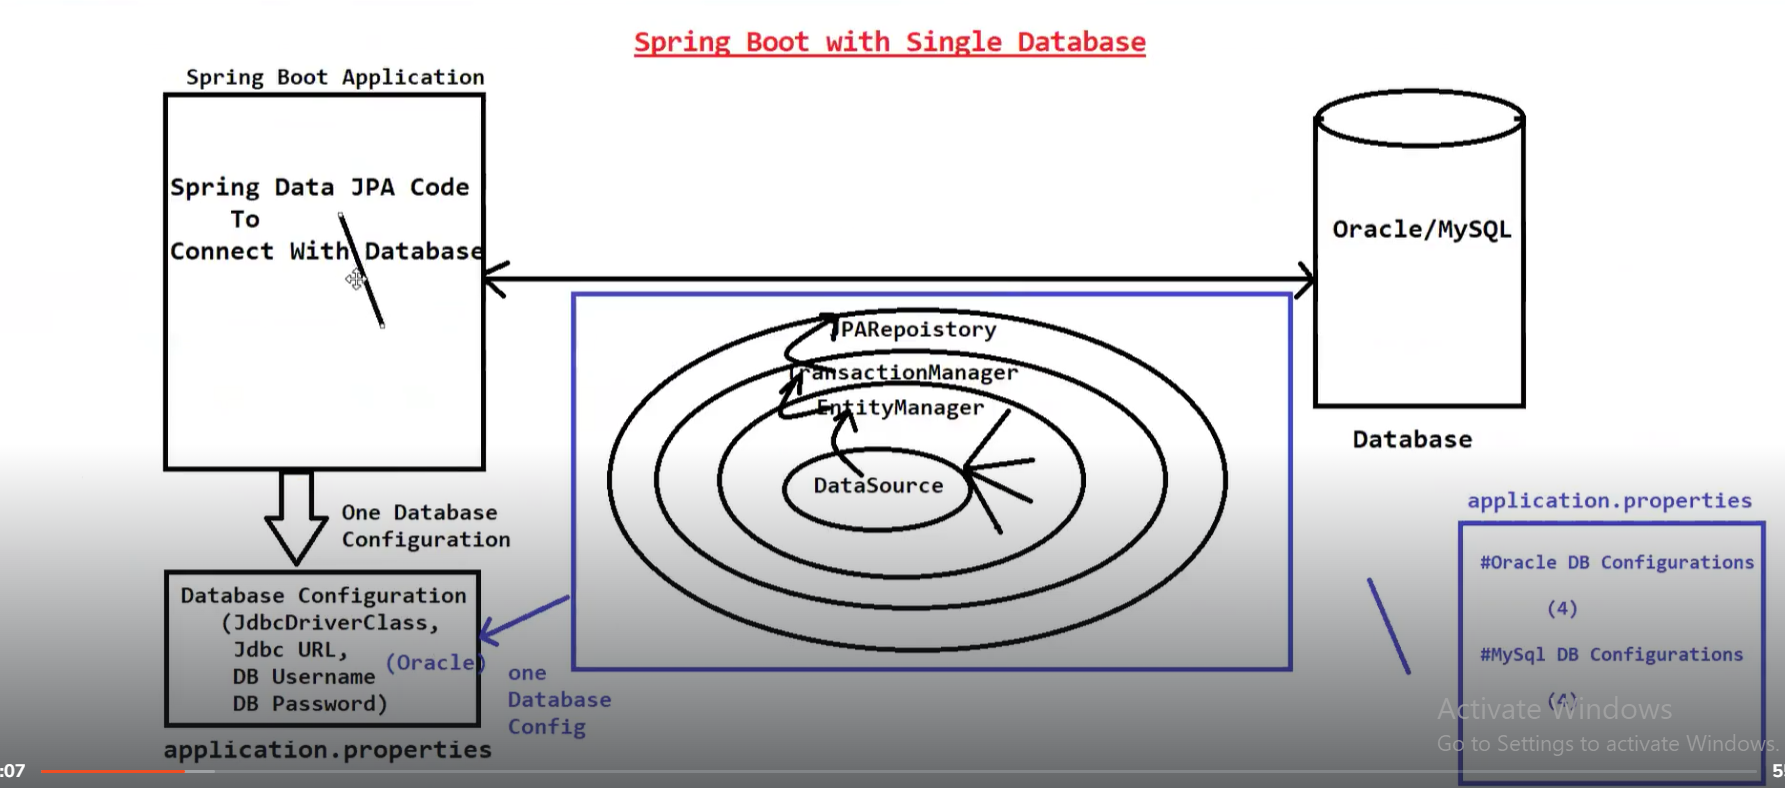 Spring Boot with Single Database
Spring Boot Application
Spring Data JPA Code
To
Connect With Database
Oracle/MySQL
Database
JPARepoistory
TransactionManager
EntityManager
DataSource
One Database
Configuration
Database Configuration
(JdbcDriverClass,
Jdbc URL,
DB Username
DB Password)
(Oracle)
application.properties
one
Database
Config
application.properties
#Oracle DB Configurations
(4)
#MySql DB Configurations
(4)
Activate Windows
Go to Settings to activate Windows.
:07